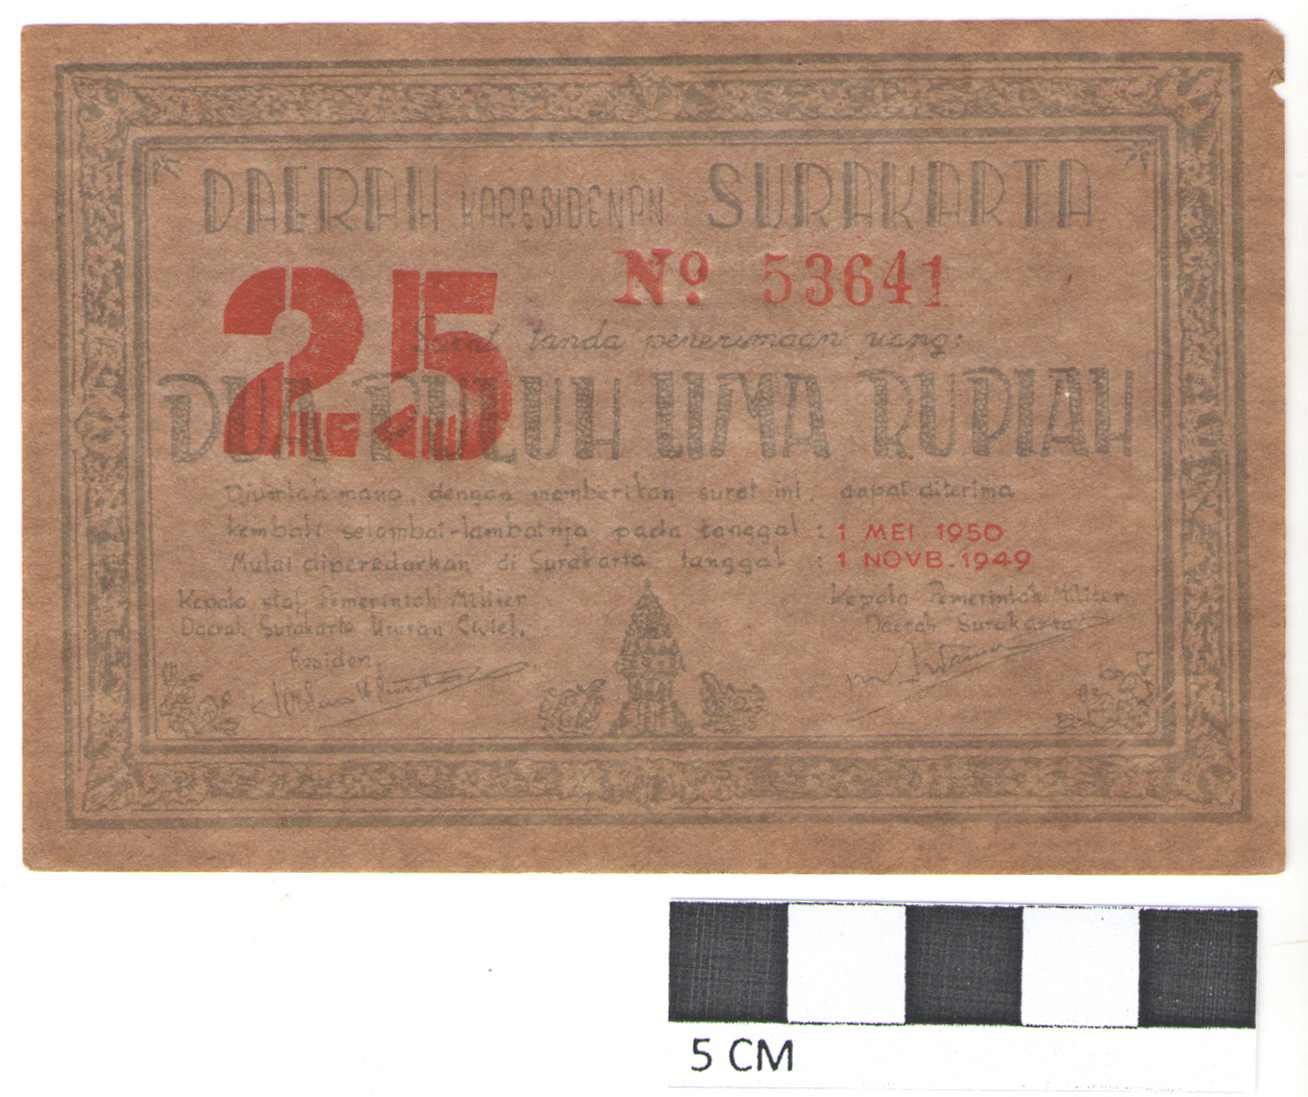 DAERAH KARESIDENAN SURAKARTA
No. 53641
25
Surat tanda penerimaan uang:
DUA PULUH LIMA RUPIAH
Djumlah mana, dengan memberikan surat ini, dapat diterima
kembali selambat-lambatnja pada tanggal : 1 MEI 1950
Mulai diperedarkan di Surakarta tanggal : 1 NOVB. 1949
Kepala staf Pemerintah Militer
Daerah Surakarta Urusan Civiel,
Residen,
Kepala Pemerintah Militer
Daerah Surakarta
5 CM